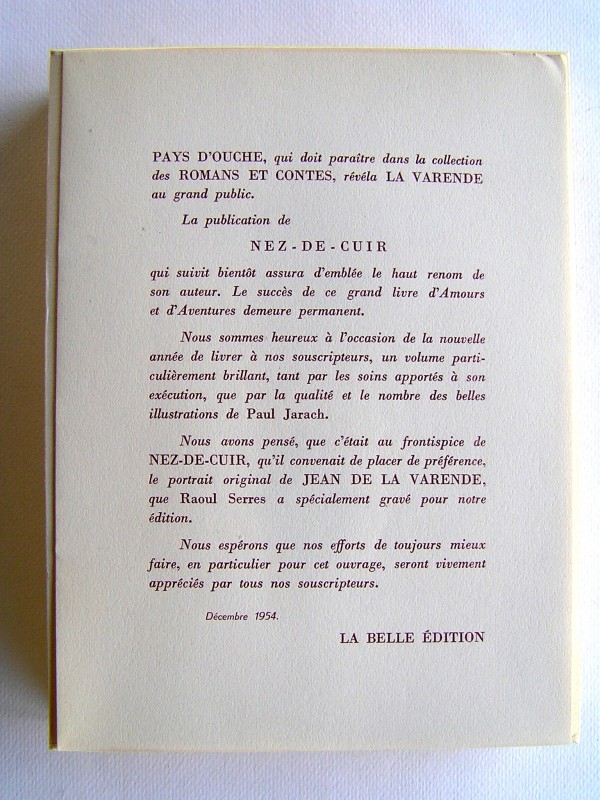 PAYS D'OUCHE, qui doit paraître dans la collection
des ROMANS ET CONTES, révéla LA VARENDE
au grand public.
La publication de
NEZ-DE-CUIR
qui suivit bientôt assura d'emblée le haut renom de
son auteur. Le succès de ce grand livre d'Amours
et d'Aventures demeure permanent.
Nous sommes heureux à l'occasion de la nouvelle
année de livrer à nos souscripteurs, un volume parti-
culièrement brillant, tant par les soins apportés à son
exécution, que par la qualité et le nombre des belles
illustrations de Paul Jarach.
Nous avons pensé, que c'était au frontispice de
NEZ-DE-CUIR, qu'il convenait de placer de préférence,
le portrait original de JEAN DE LA VARENDE,
que Raoul Serres a spécialement gravé pour notre
édition.
Nous espérons que nos efforts de toujours mieux
faire, en particulier pour cet ouvrage, seront vivement
appréciés par tous nos souscripteurs.
Décembre 1954.
LA BELLE ÉDITION